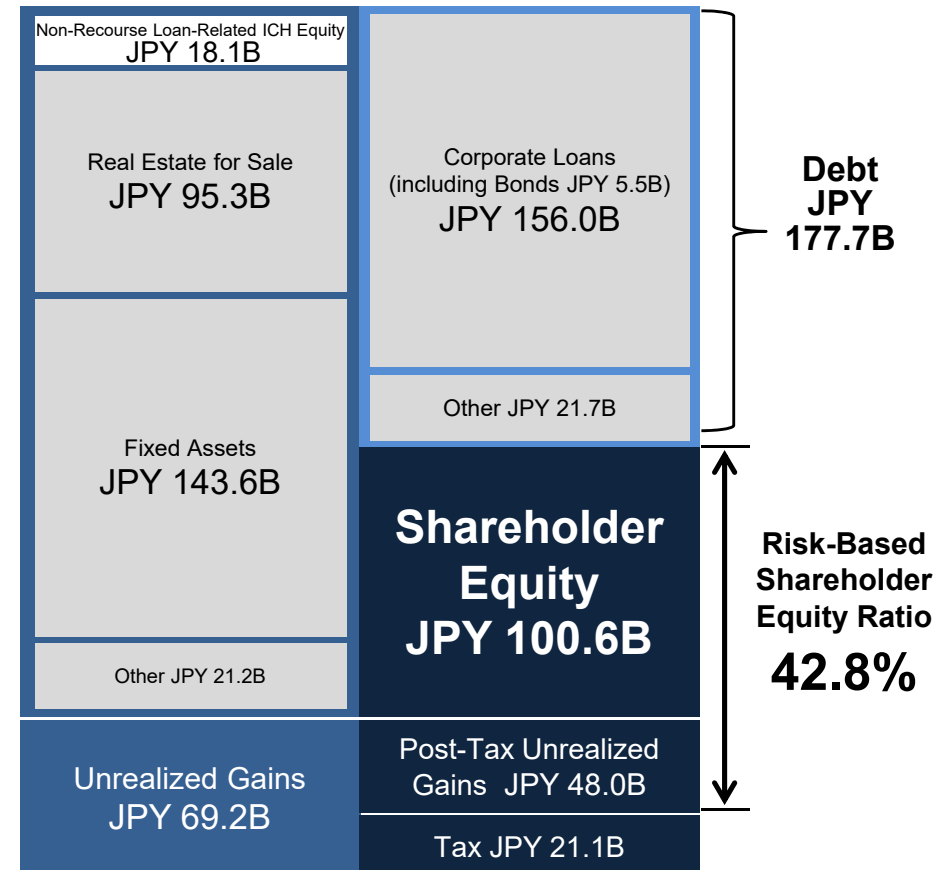 Non-Recourse Loan-Related ICH Equity
JPY 18.1B
Real Estate for Sale
JPY 95.3B
Fixed Assets
JPY 143.6B
Other JPY 21.2B
Unrealized Gains
JPY 69.2B
Corporate Loans
(including Bonds JPY 5.5B)
JPY 156.0B
Other JPY 21.7B
Shareholder
Equity
JPY 100.6B
Post-Tax Unrealized
Gains JPY 48.0B
Tax JPY 21.1B
Debt
JPY
177.7B
Risk-Based
Shareholder
Equity Ratio
42.8%